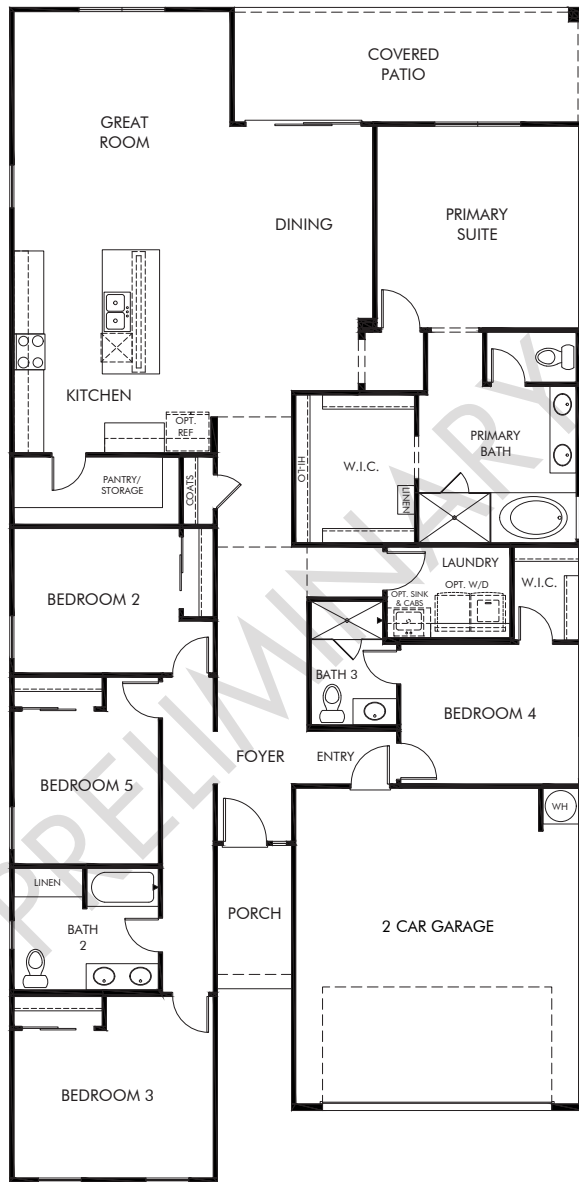 COVERED
PATIO
GREAT
ROOM
DINING
PRIMARY
SUITE
KITCHEN
OPT.
REF
PRIMARY
BATH
W.I.C.
HI-LO
LINEN
PANTRY/
STORAGE
COATS
LAUNDRY
OPT. W/D
OPT. SINK
& CABS
W.I.C.
BEDROOM 2
BATH 3
BEDROOM 4
FOYER
ENTRY
BEDROOM 5
WH
LINEN
BATH
2
PORCH
2 CAR GARAGE
BEDROOM 3
PRELIMINARY